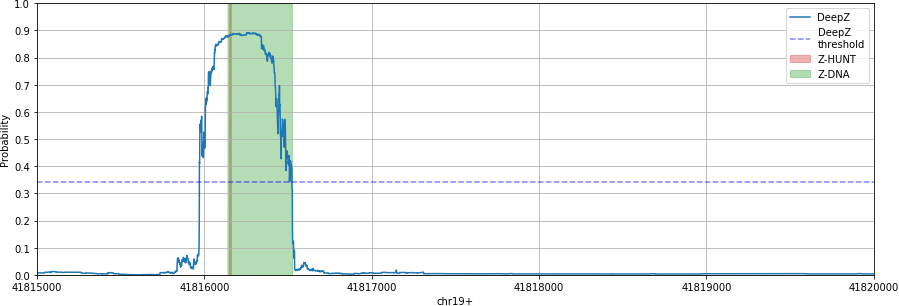 1.0
0.9
0.8
0.7
0.6
0.5
0.4
0.3
0.2
0.1
0.0
Probability
DeepZ
DeepZ
threshold
Z-HUNT
Z-DNA
41815000 41816000 41817000 41818000 41819000 41820000
chr19+